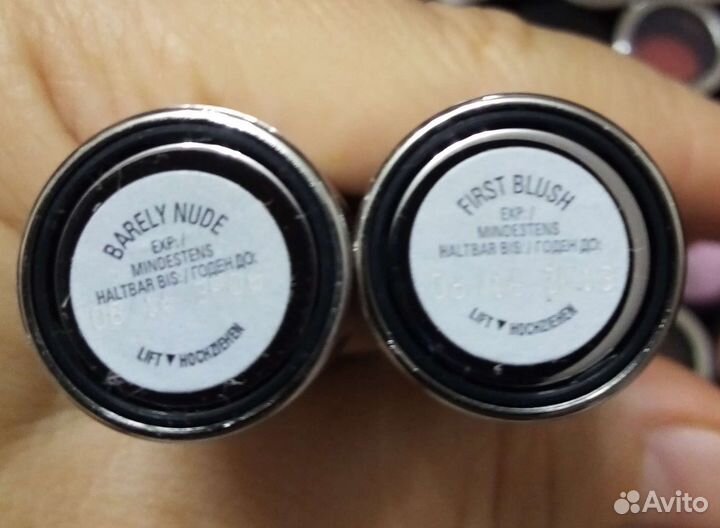 BARELY NUDE
EXP: /
MINDESTENS
HALTBAR BIS: / ГОДЕН ДО:
LIFT ▼ HOCHZIEHEN
FIRST BLUSH
EXP: /
MINDESTENS
HALTBAR BIS: / ГОДЕН ДО:
LIFT ▼ HOCHZIEHEN
Avito